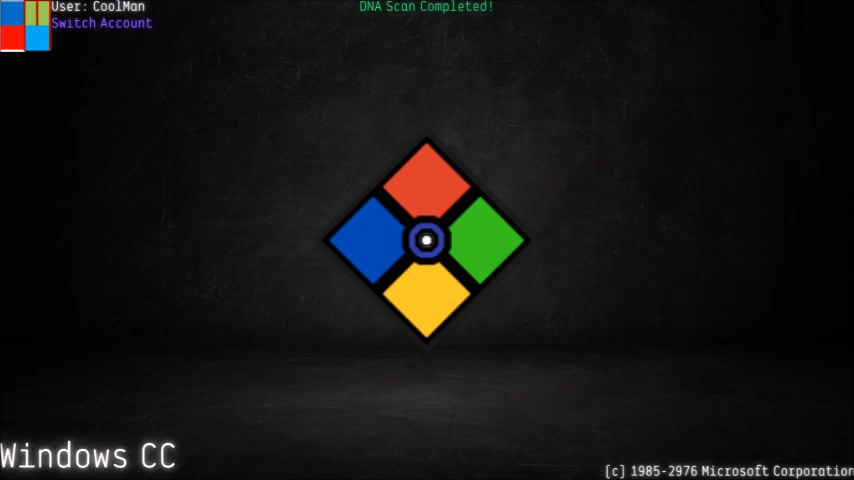 User: CoolMan
Switch Account
DNA Scan Completed!
Windows CC
(c) 1985-2976 Microsoft Corporation